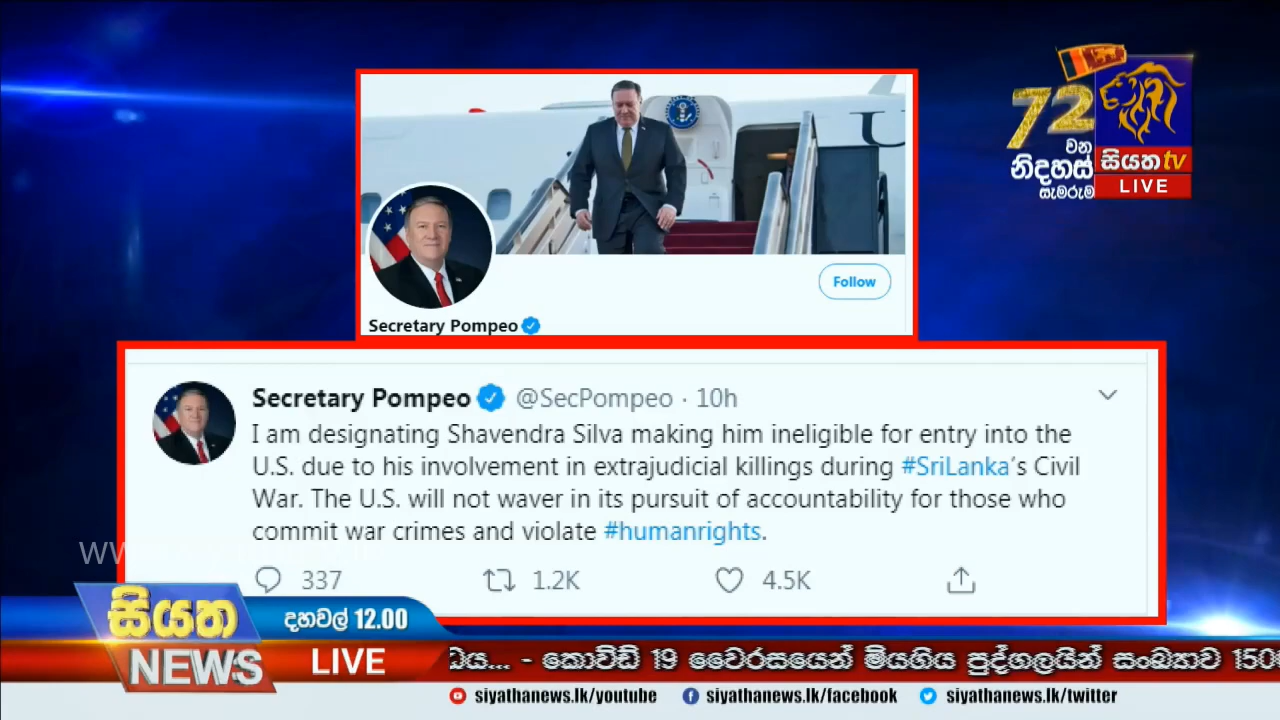 72
වන
නිදහස්
සැමරුම
සියත tv
LIVE
U
Follow
Secretary Pompeo
Secretary Pompeo @SecPompeo · 10h
I am designating Shavendra Silva making him ineligible for entry into the
U.S. due to his involvement in extrajudicial killings during #SriLanka's Civil
War. The U.S. will not waver in its pursuit of accountability for those who
commit war crimes and violate #humanrights.
337 1.2K 4.5K
සියත දහවල් 12.00
NEWS LIVE ධය... - කොවිඩ් 19 වෛරසයෙන් මියගිය පුද්ගලයින් සංඛ්‍යාව 150
siyathanews.lk/youtube siyathanews.lk/facebook siyathanews.lk/twitter